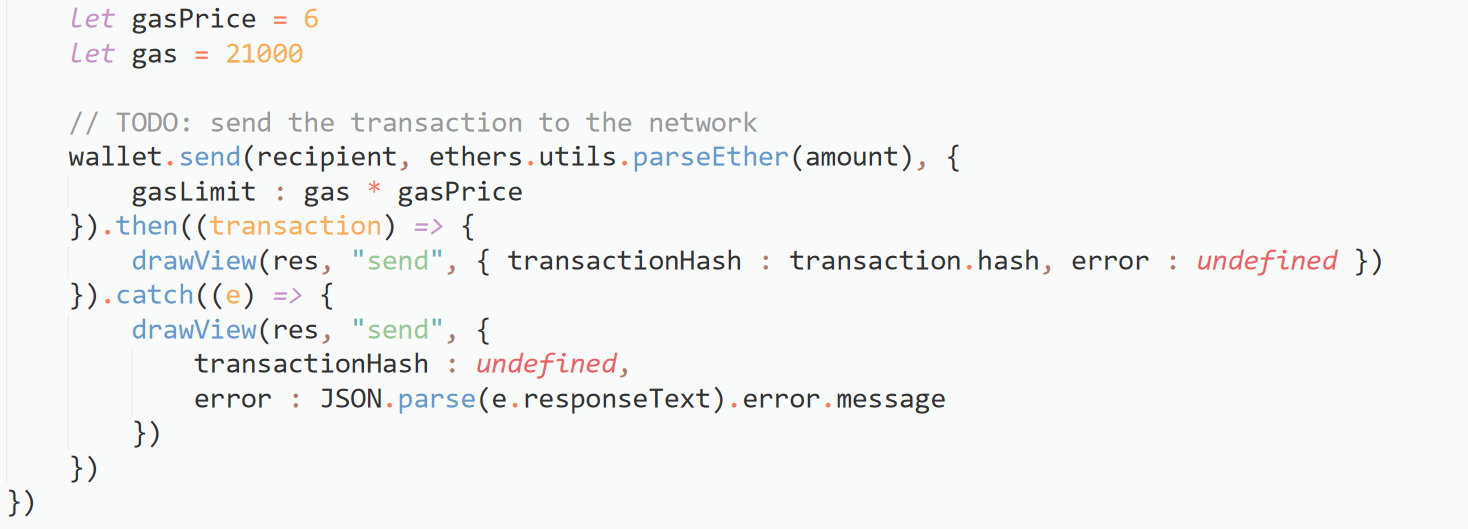 let gasPrice = 6
let gas = 21000
// TODO: send the transaction to the network
wallet.send(recipient, ethers.utils.parseEther(amount), {
gasLimit : gas * gasPrice
}).then((transaction) => {
drawView(res, "send", { transactionHash : transaction.hash, error : undefined })
}).catch((e) => {
drawView(res, "send", {
transactionHash : undefined,
error : JSON.parse(e.responseText).error.message
})
})
})